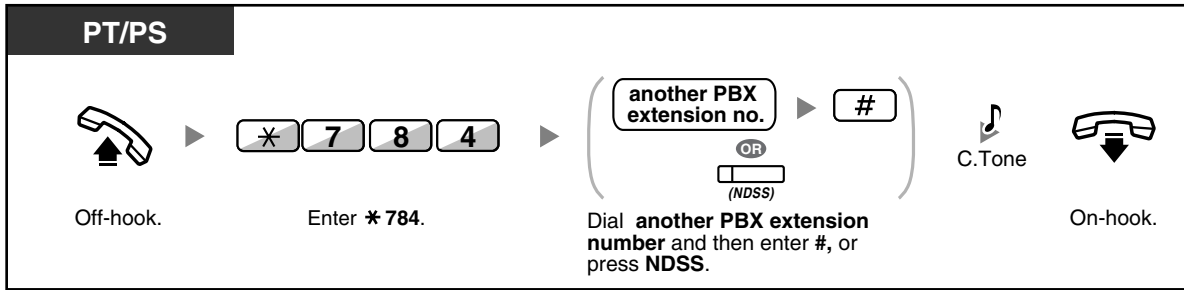 PT/PS
another PBX
extension no.
#
7 8 4
OR
(NDSS)
C.Tone
Off-hook.
Enter * 784.
Dial another PBX extension
number and then enter #, or
press NDSS.
On-hook.